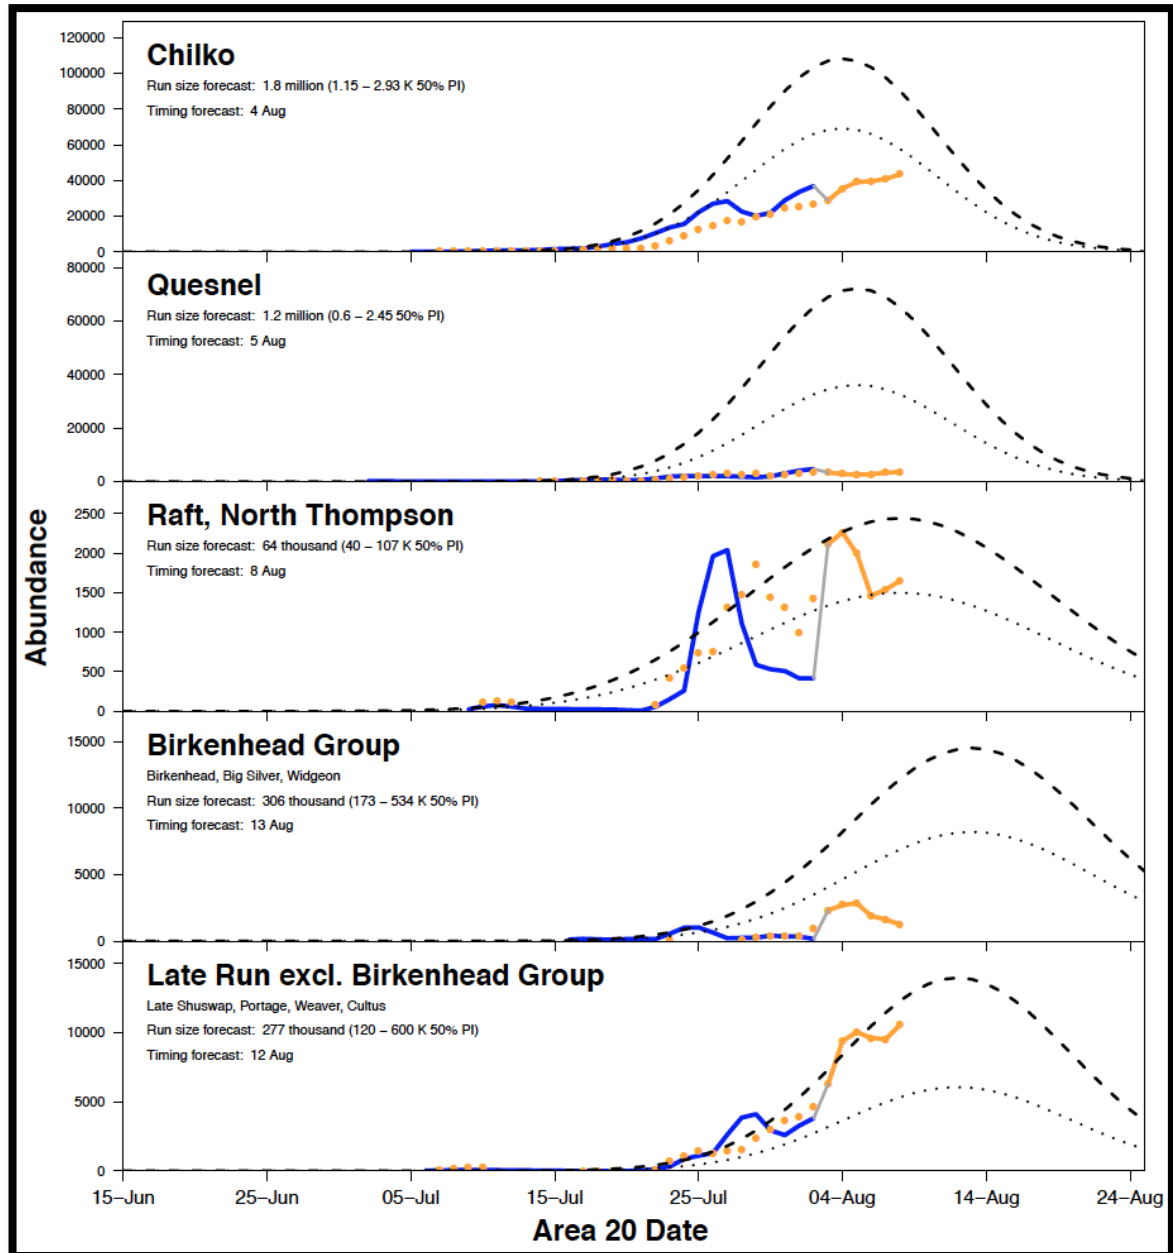 Abundance
120000
100000
80000
60000
40000
20000
0
Chilko
Run size forecast: 1.8 million (1.15 – 2.93 K 50% PI)
Timing forecast: 4 Aug
80000
60000
40000
20000
0
Quesnel
Run size forecast: 1.2 million (0.6 – 2.45 50% PI)
Timing forecast: 5 Aug
2500
2000
1500
1000
500
0
Raft, North Thompson
Run size forecast: 64 thousand (40 – 107 K 50% PI)
Timing forecast: 8 Aug
15000
10000
5000
0
Birkenhead Group
Birkenhead, Big Silver, Widgeon
Run size forecast: 306 thousand (173 – 534 K 50% PI)
Timing forecast: 13 Aug
15000
10000
5000
0
Late Run excl. Birkenhead Group
Late Shuswap, Portage, Weaver, Cultus
Run size forecast: 277 thousand (120 – 600 K 50% PI)
Timing forecast: 12 Aug
15–Jun 25–Jun 05–Jul 15–Jul 25–Jul 04–Aug 14–Aug 24–Aug
Area 20 Date